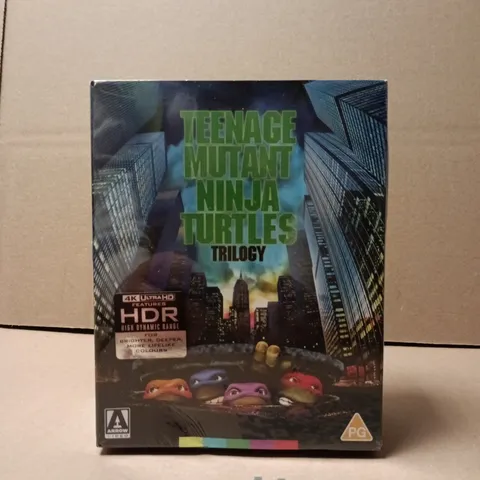 TEENAGE
MUTANT
NINJA
TURTLES
TRILOGY
4K ULTRA HD
FEATURES
HDR
HIGH DYNAMIC RANGE
FOR
BRIGHTER, DEEPER,
MORE LIFELIKE
COLOURS
ARROW
VIDEO
PG